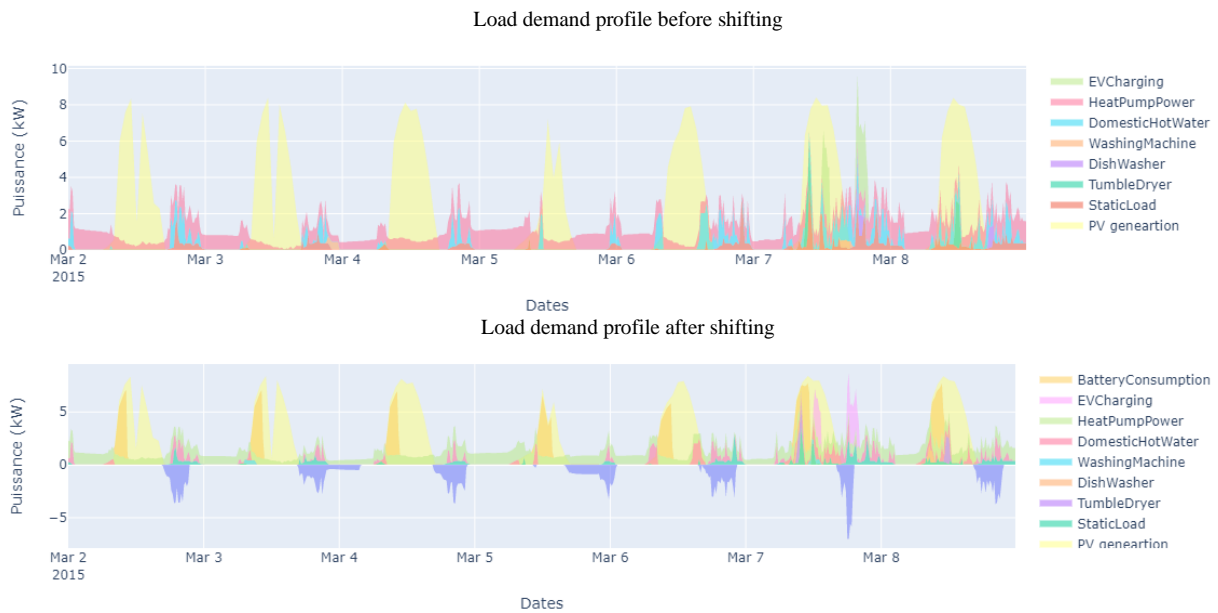 Load demand profile before shifting
10
8
6
4
2
0
Puissance (kW)
Mar 2
2015
Mar 3
Mar 4
Mar 5
Mar 6
Mar 7
Mar 8
Dates
EVCharging
HeatPumpPower
DomesticHotWater
WashingMachine
DishWasher
TumbleDryer
StaticLoad
PV geneartion
Load demand profile after shifting
5
0
−5
Puissance (kW)
Mar 2
2015
Mar 3
Mar 4
Mar 5
Mar 6
Mar 7
Mar 8
Dates
BatteryConsumption
EVCharging
HeatPumpPower
DomesticHotWater
WashingMachine
DishWasher
TumbleDryer
StaticLoad
PV geneartion